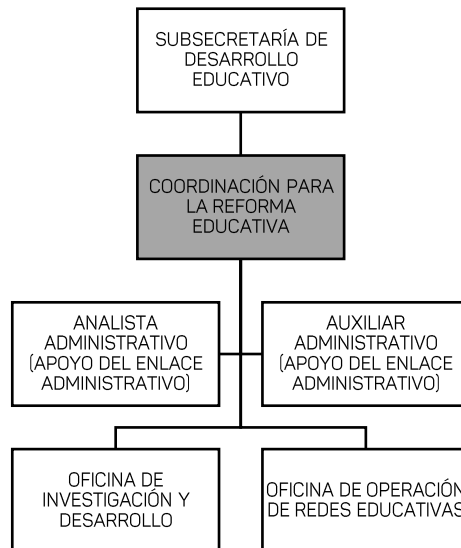 SUBSECRETARÍA DE
DESARROLLO
EDUCATIVO
COORDINACIÓN PARA
LA REFORMA
EDUCATIVA
ANALISTA
ADMINISTRATIVO
(APOYO DEL ENLACE
ADMINISTRATIVO)
AUXILIAR
ADMINISTRATIVO
(APOYO DEL ENLACE
ADMINISTRATIVO)
OFICINA DE
INVESTIGACIÓN Y
DESARROLLO
OFICINA DE OPERACIÓN
DE REDES EDUCATIVAS